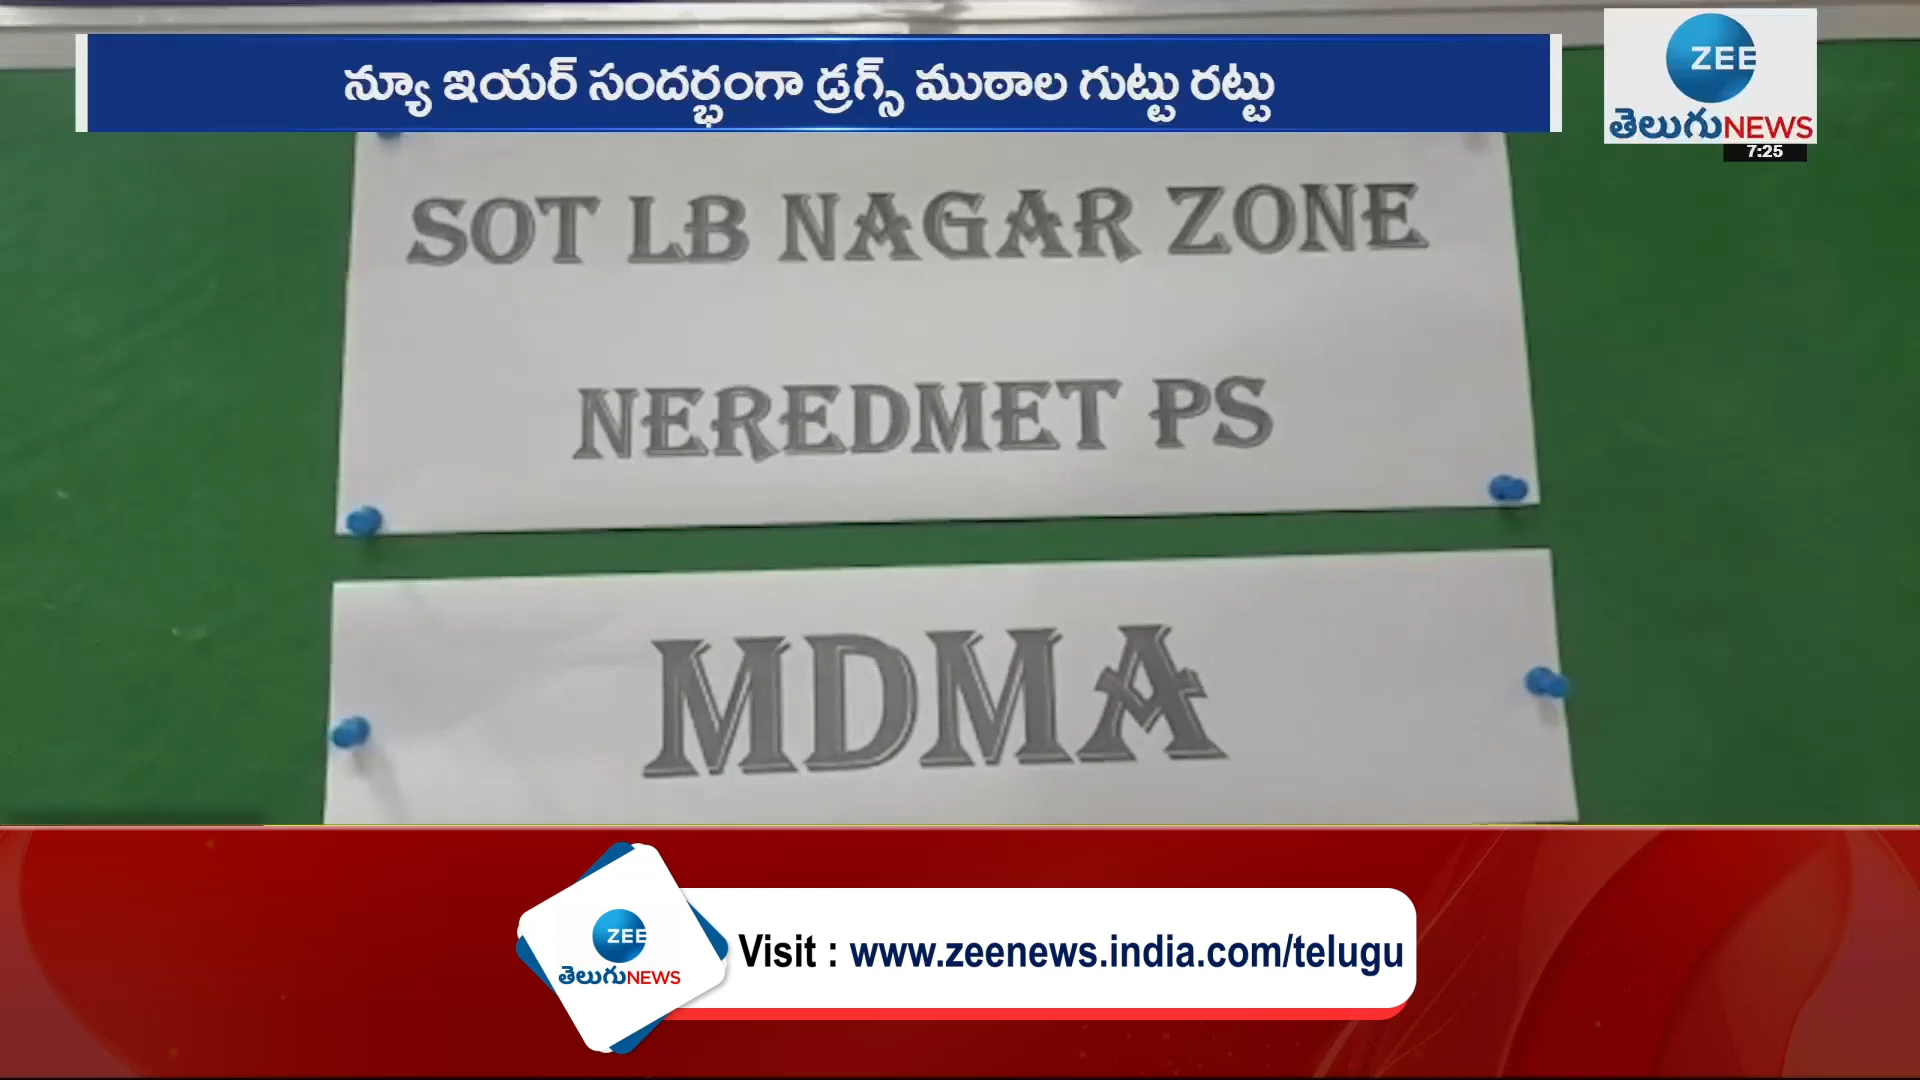 న్యూ ఇయర్ సందర్భంగా డ్రగ్స్ ముఠాల గుట్టు రట్టు
ZEE
తెలుగు NEWS
7:25
SOT LB NAGAR ZONE
NEREDMET PS
MDMA
ZEE
తెలుగు NEWS
Visit : www.zeenews.india.com/telugu